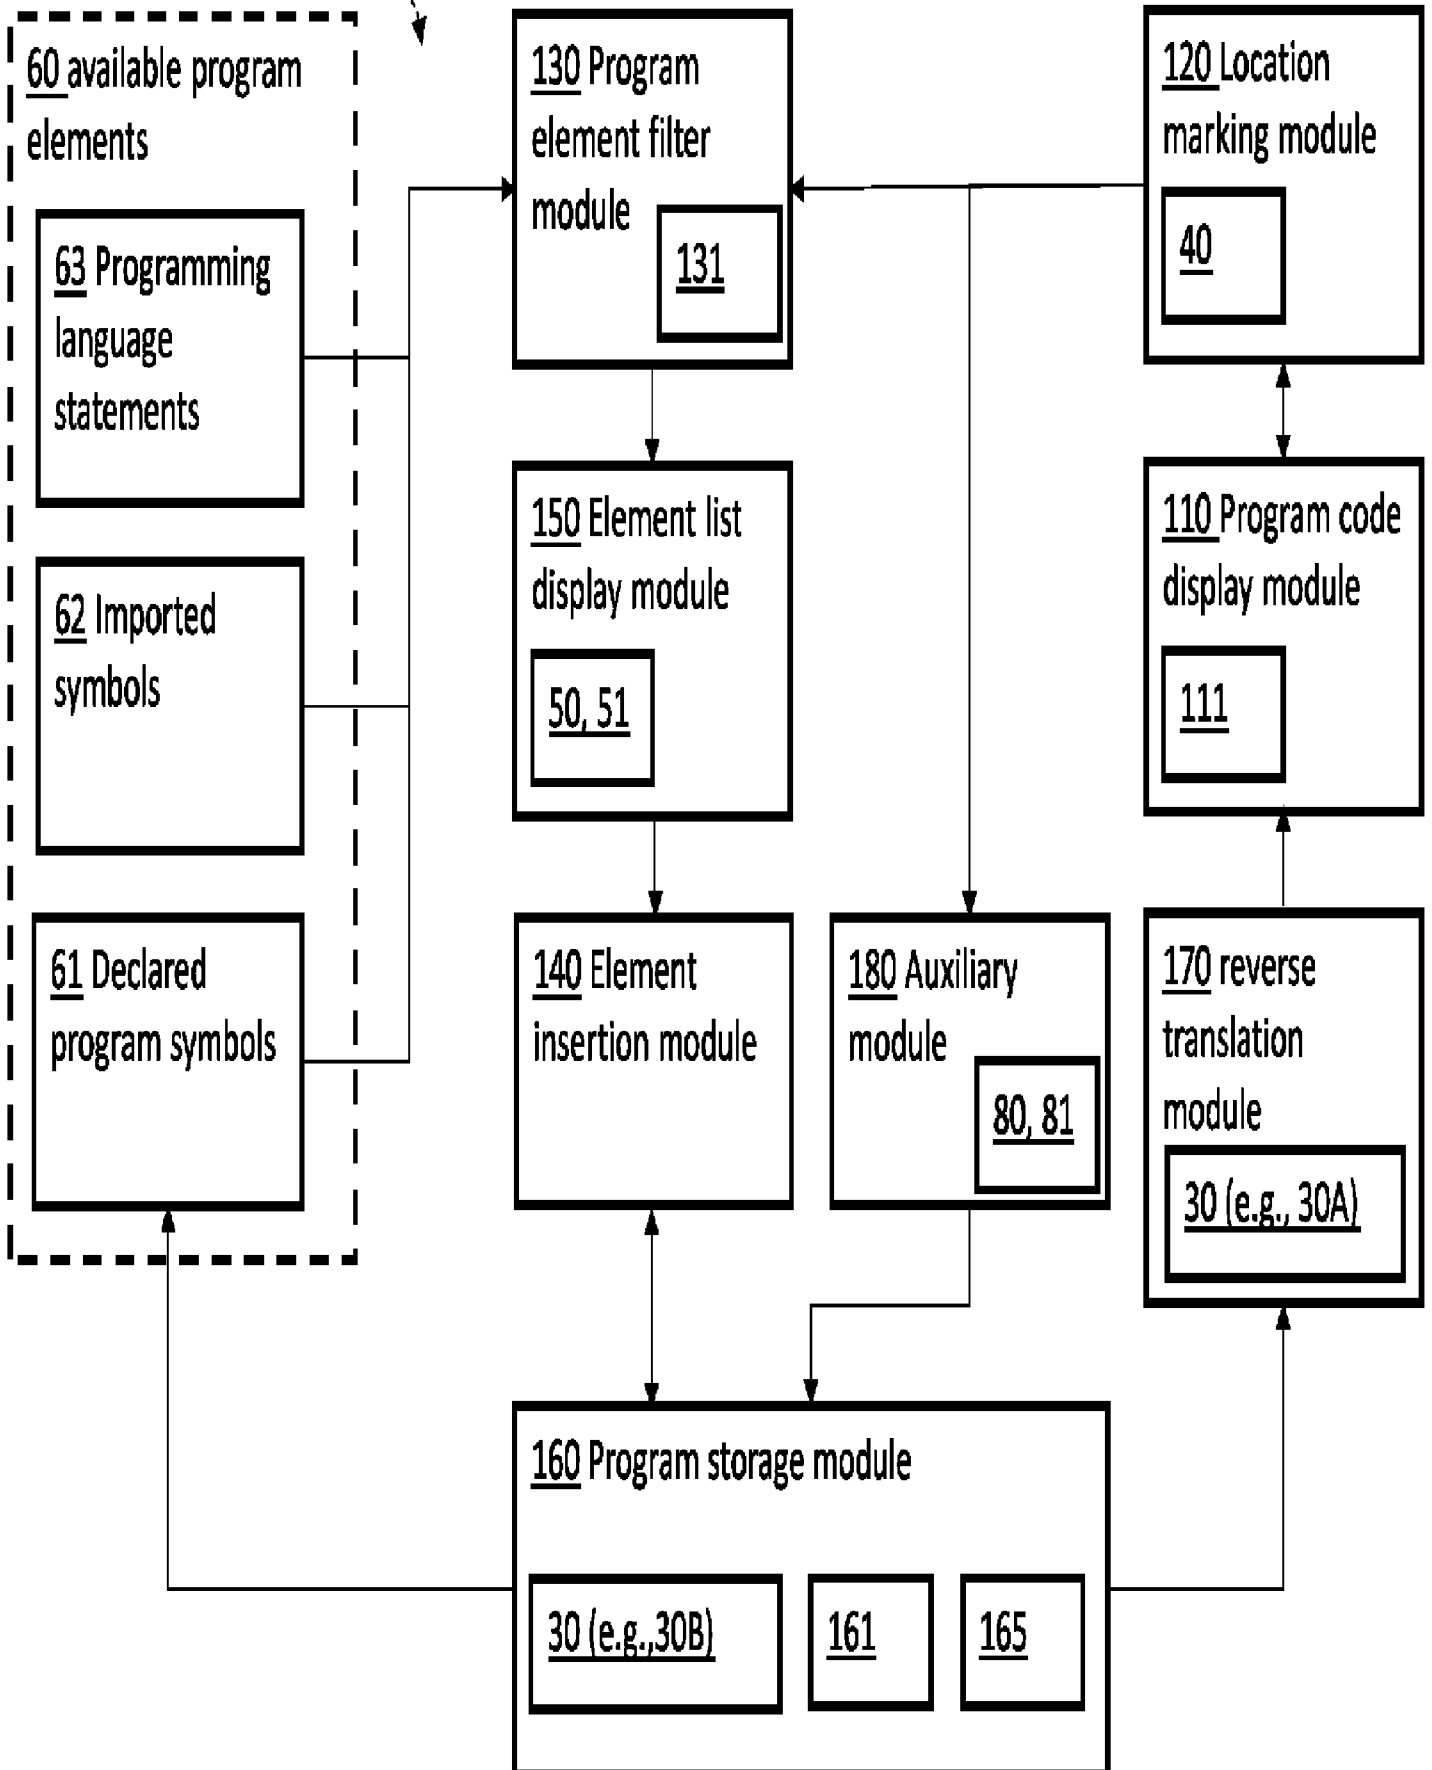 60 available program
elements
63 Programming
language
statements
62 Imported
symbols
61 Declared
program symbols
130 Program
element filter
module
131
150 Element list
display module
50, 51
140 Element
insertion module
120 Location
marking module
40
110 Program code
display module
111
180 Auxiliary
module
80, 81
170 reverse
translation
module
30 (e.g., 30A)
160 Program storage module
30 (e.g.,30B)
161
165